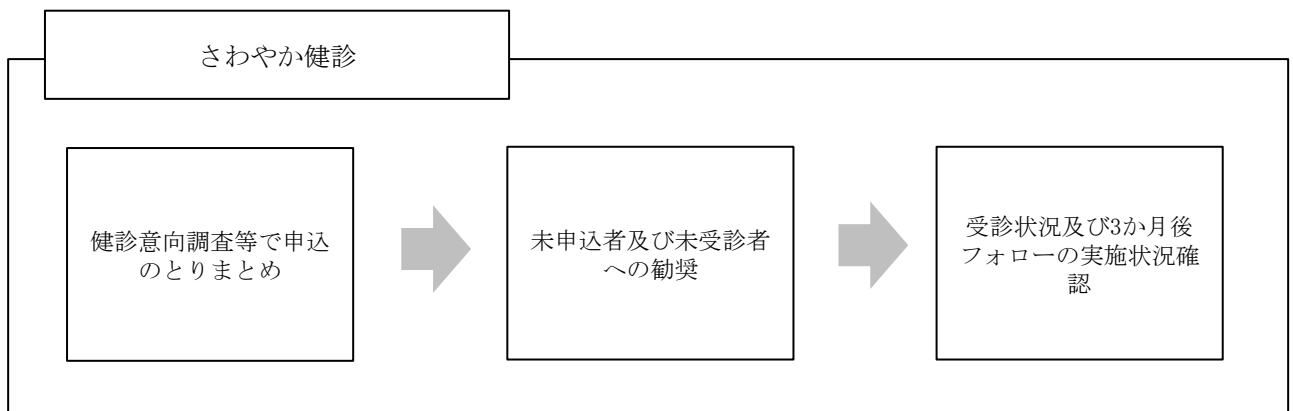 さわやか健診
健診意向調査等で申込
のとりまとめ
未申込者及び未受診者
への勧奨
受診状況及び3か月後
フォローの実施状況確
認